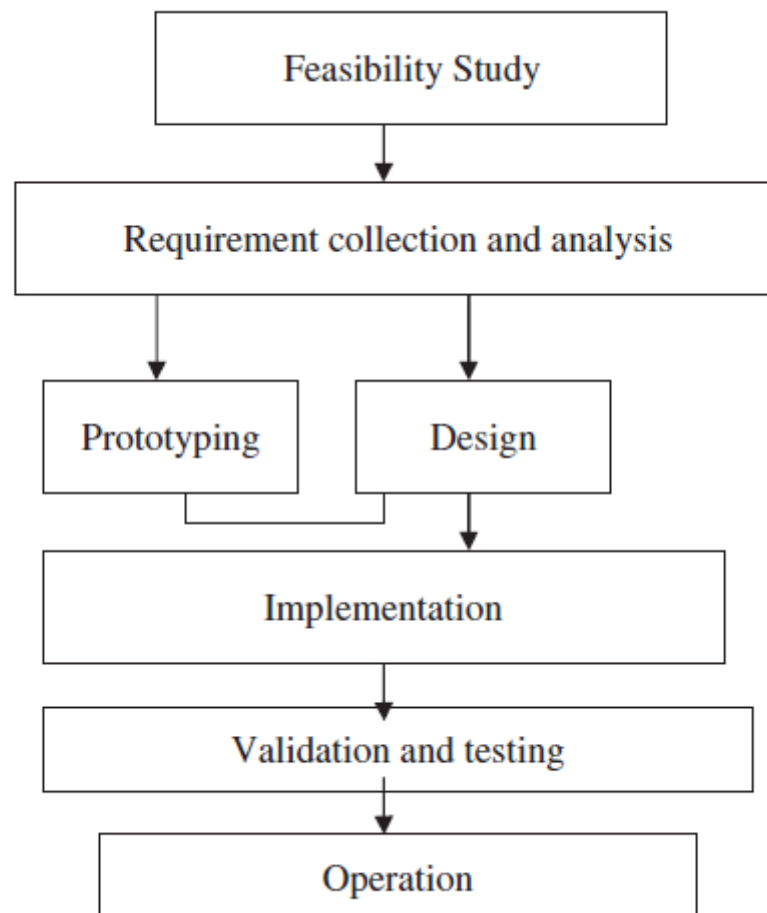 Feasibility Study
Requirement collection and analysis
Prototyping
Design
Implementation
Validation and testing
Operation